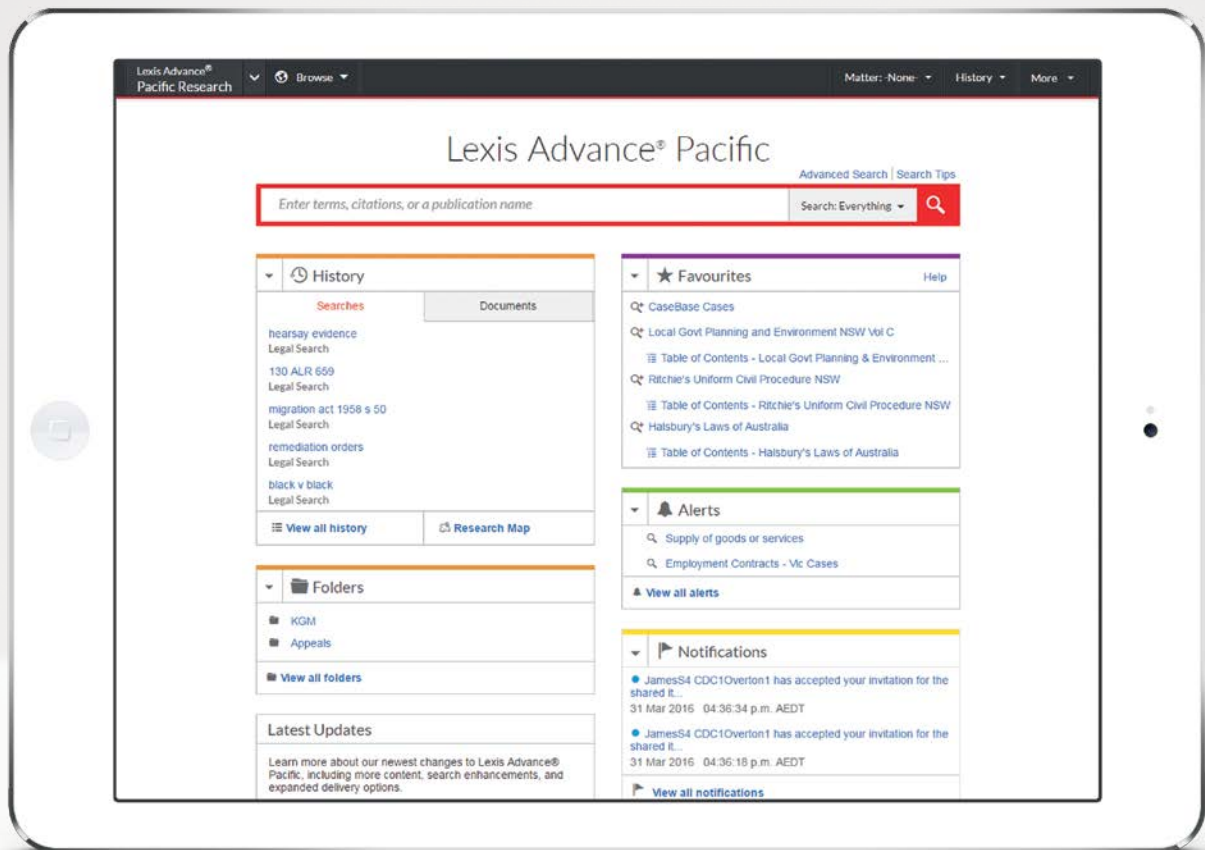 Lexis Advance®
Pacific Research
Browse
Matter: -None-
History
More
Lexis Advance® Pacific
Advanced Search | Search Tips
Enter terms, citations, or a publication name
Search: Everything
History
Searches
Documents
hearsay evidence
Legal Search
130 ALR 659
Legal Search
migration act 1958 s 50
Legal Search
remediation orders
Legal Search
black v black
Legal Search
View all history
Research Map
Folders
KGM
Appeals
View all folders
Latest Updates
Learn more about our newest changes to Lexis Advance®
Pacific, including more content, search enhancements, and
expanded delivery options.
Favourites
Help
CaseBase Cases
Local Govt Planning and Environment NSW Vol C
Table of Contents - Local Govt Planning & Environment ...
Ritchie's Uniform Civil Procedure NSW
Table of Contents - Ritchie's Uniform Civil Procedure NSW
Halsbury's Laws of Australia
Table of Contents - Halsbury's Laws of Australia
Alerts
Supply of goods or services
Employment Contracts - Vic Cases
View all alerts
Notifications
JamesS4 CDC1Overton1 has accepted your invitation for the
shared it...
31 Mar 2016 04:36:34 p.m. AEDT
JamesS4 CDC1Overton1 has accepted your invitation for the
shared it...
31 Mar 2016 04:36:18 p.m. AEDT
View all notifications